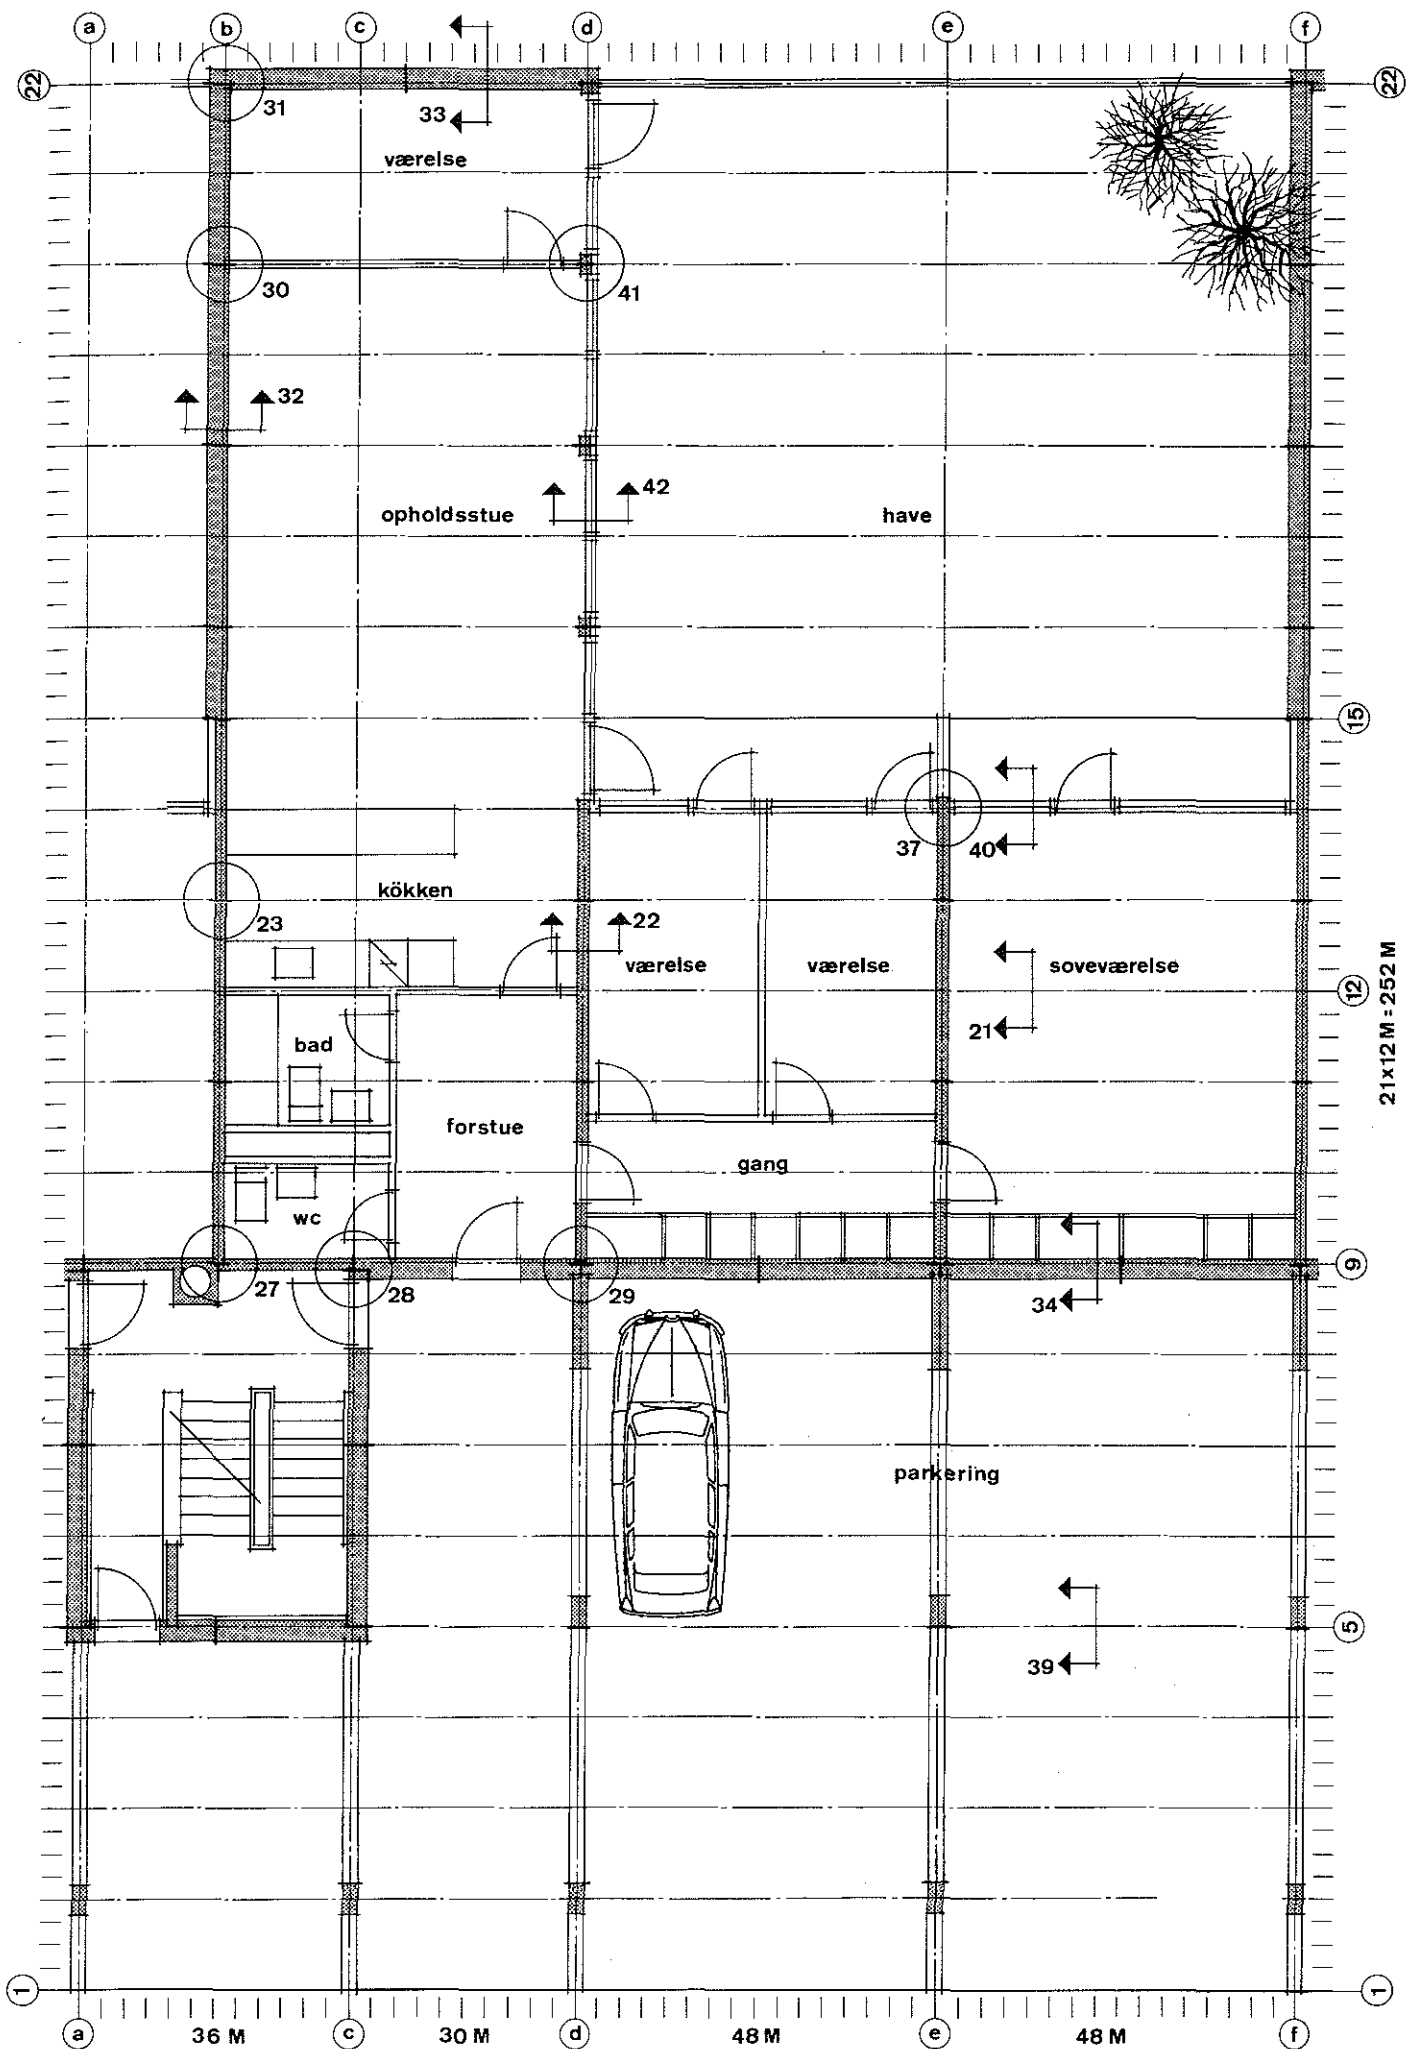 a b c d e f
22 22
31
33
værelse
30
41
32
42
opholdsstue
have
15
37
40
kökken
23
22
værelse
værelse
soveværelse
12
21
bad
21x12 M = 252 M
forstue
gang
wc
9
27
28
29
34
parkering
5
39
1 1
a 36 M c 30 M d 48 M e 48 M f